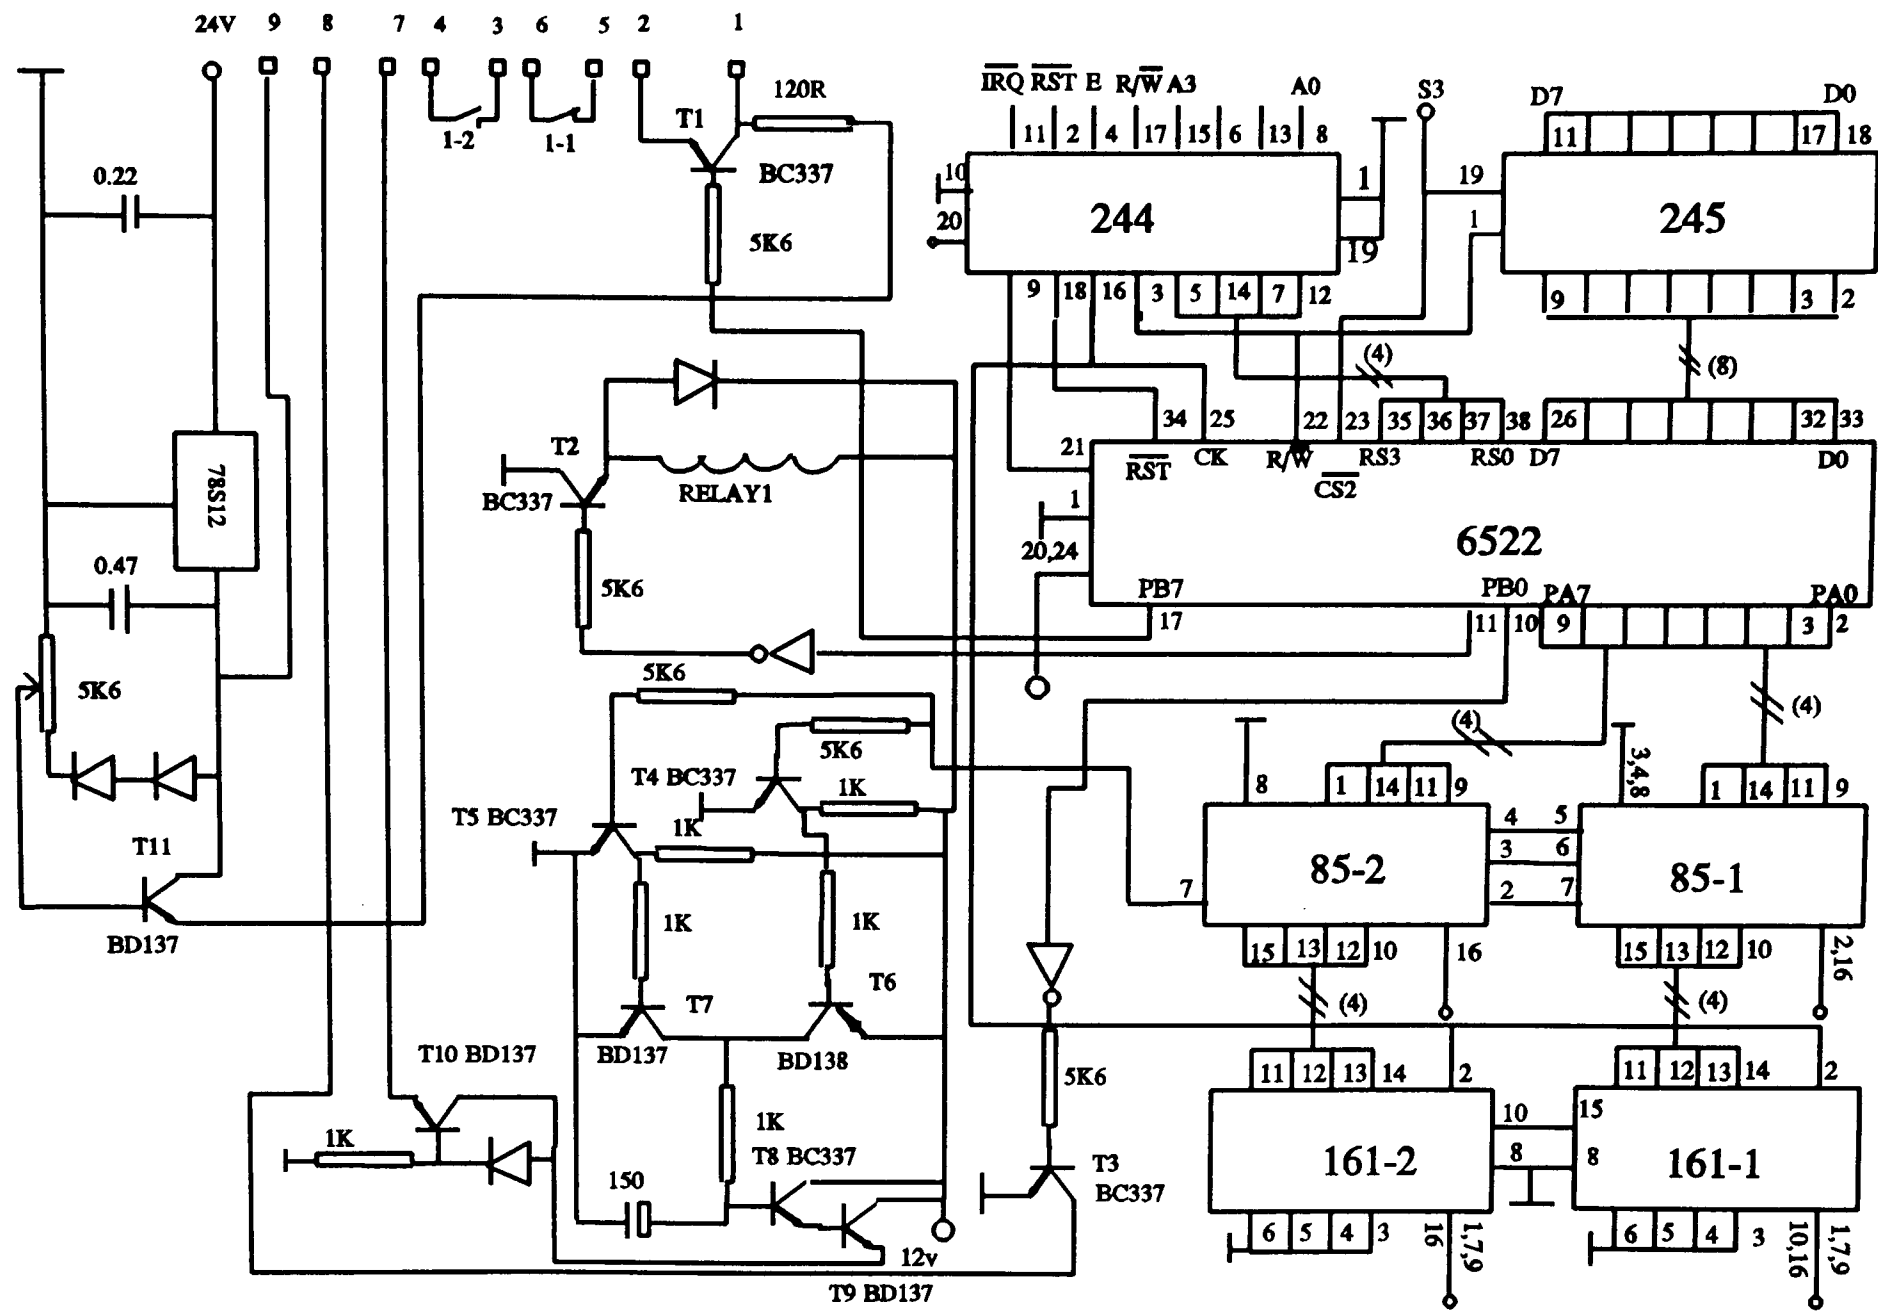 24V 9 8 7 4 3 6 5 2 1
1-2 1-1
T1 120R
BC337
5K6
0.22
78S12
0.47
5K6
T11
BD137
T2
BC337
RELAY1
5K6
5K6
5K6
T4 BC337
1K
T5 BC337
1K
1K
1K
T7
T6
BD137
BD138
T10 BD137
1K
1K
T8 BC337
150
12v
T9 BD137
5K6
T3
BC337
IRQ RST E R/W A3 A0
11 2 4 17 15 6 13 8
10
20
244
1
19
9 18 16 3 5 14 7 12
S3
D7 D0
11 17 18
19
1
245
9 3 2
(4)
(8)
34 25 22 23 35 36 37 38 26 32 33
21
RST CK R/W CS2 RS3 RS0 D7 D0
1
20,24
6522
PB7 PB0 PA7 PA0
17 11 10 9 3 2
(4)
(4)
8
1 14 11 9
3,4,8
1 14 11 9
7
85-2
4 5
3 6
2 7
85-1
15 13 12 10 16
15 13 12 10 2,16
(4)
(4)
11 12 13 14 2
11 12 13 14 2
161-2
10 15
8 8
161-1
6 5 4 3
16
1,7,9
6 5 4 3
10,16
1,7,9